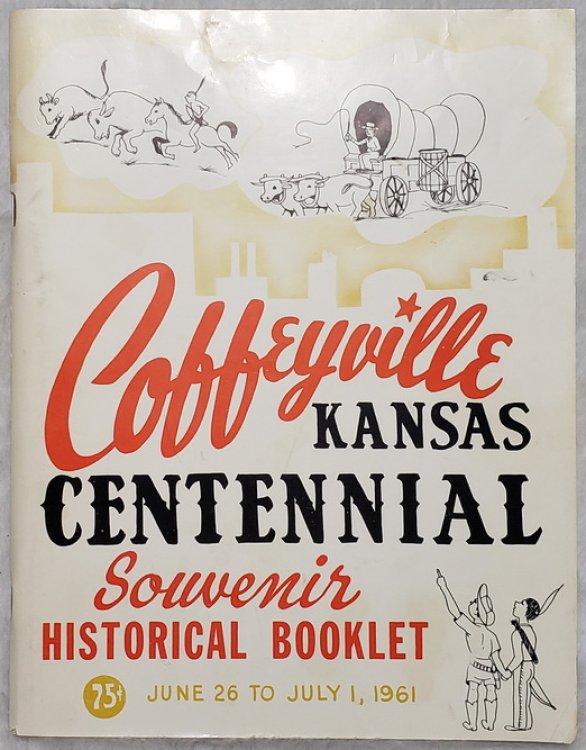 Coffeyville
KANSAS
CENTENNIAL
Souvenir
HISTORICAL BOOKLET
75¢ JUNE 26 TO JULY 1, 1961